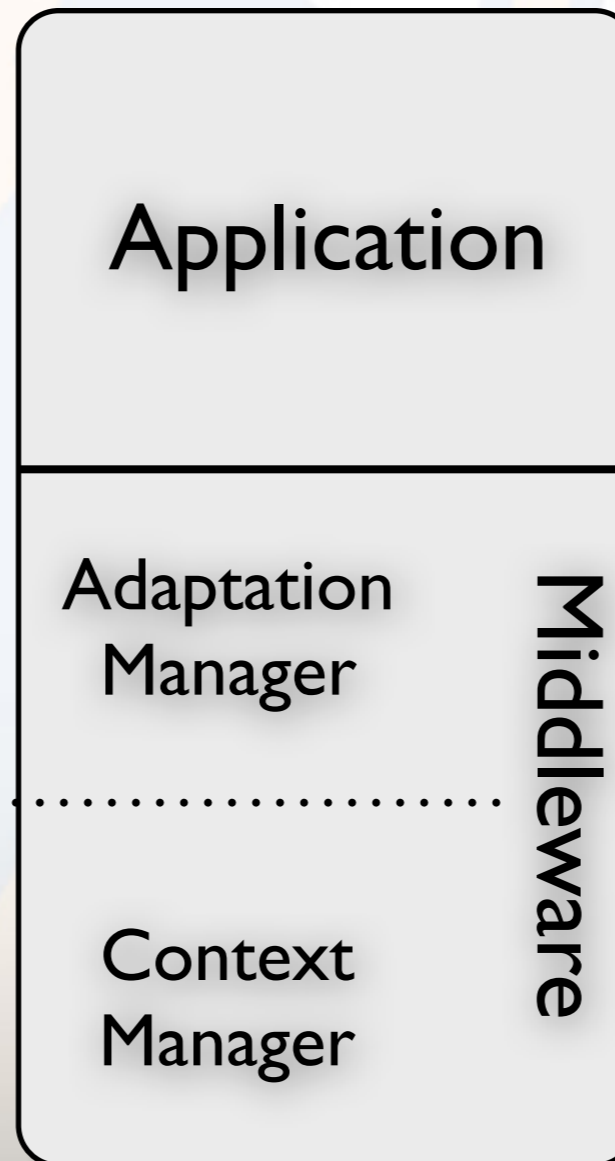 Application
Adaptation
Manager
Middleware
Context
Manager